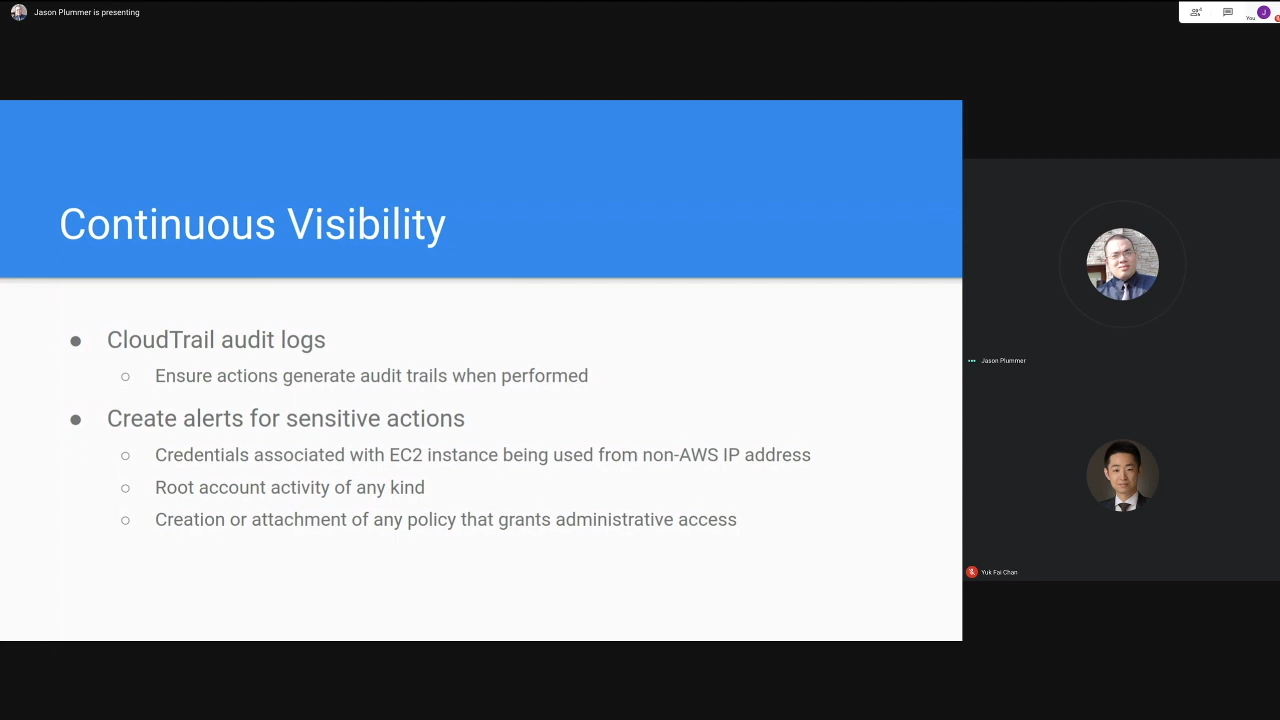 Jason Plummer is presenting
4
You
J
Continuous Visibility
● CloudTrail audit logs
○ Ensure actions generate audit trails when performed
● Create alerts for sensitive actions
○ Credentials associated with EC2 instance being used from non-AWS IP address
○ Root account activity of any kind
○ Creation or attachment of any policy that grants administrative access
Jason Plummer
Yuk Fai Chan